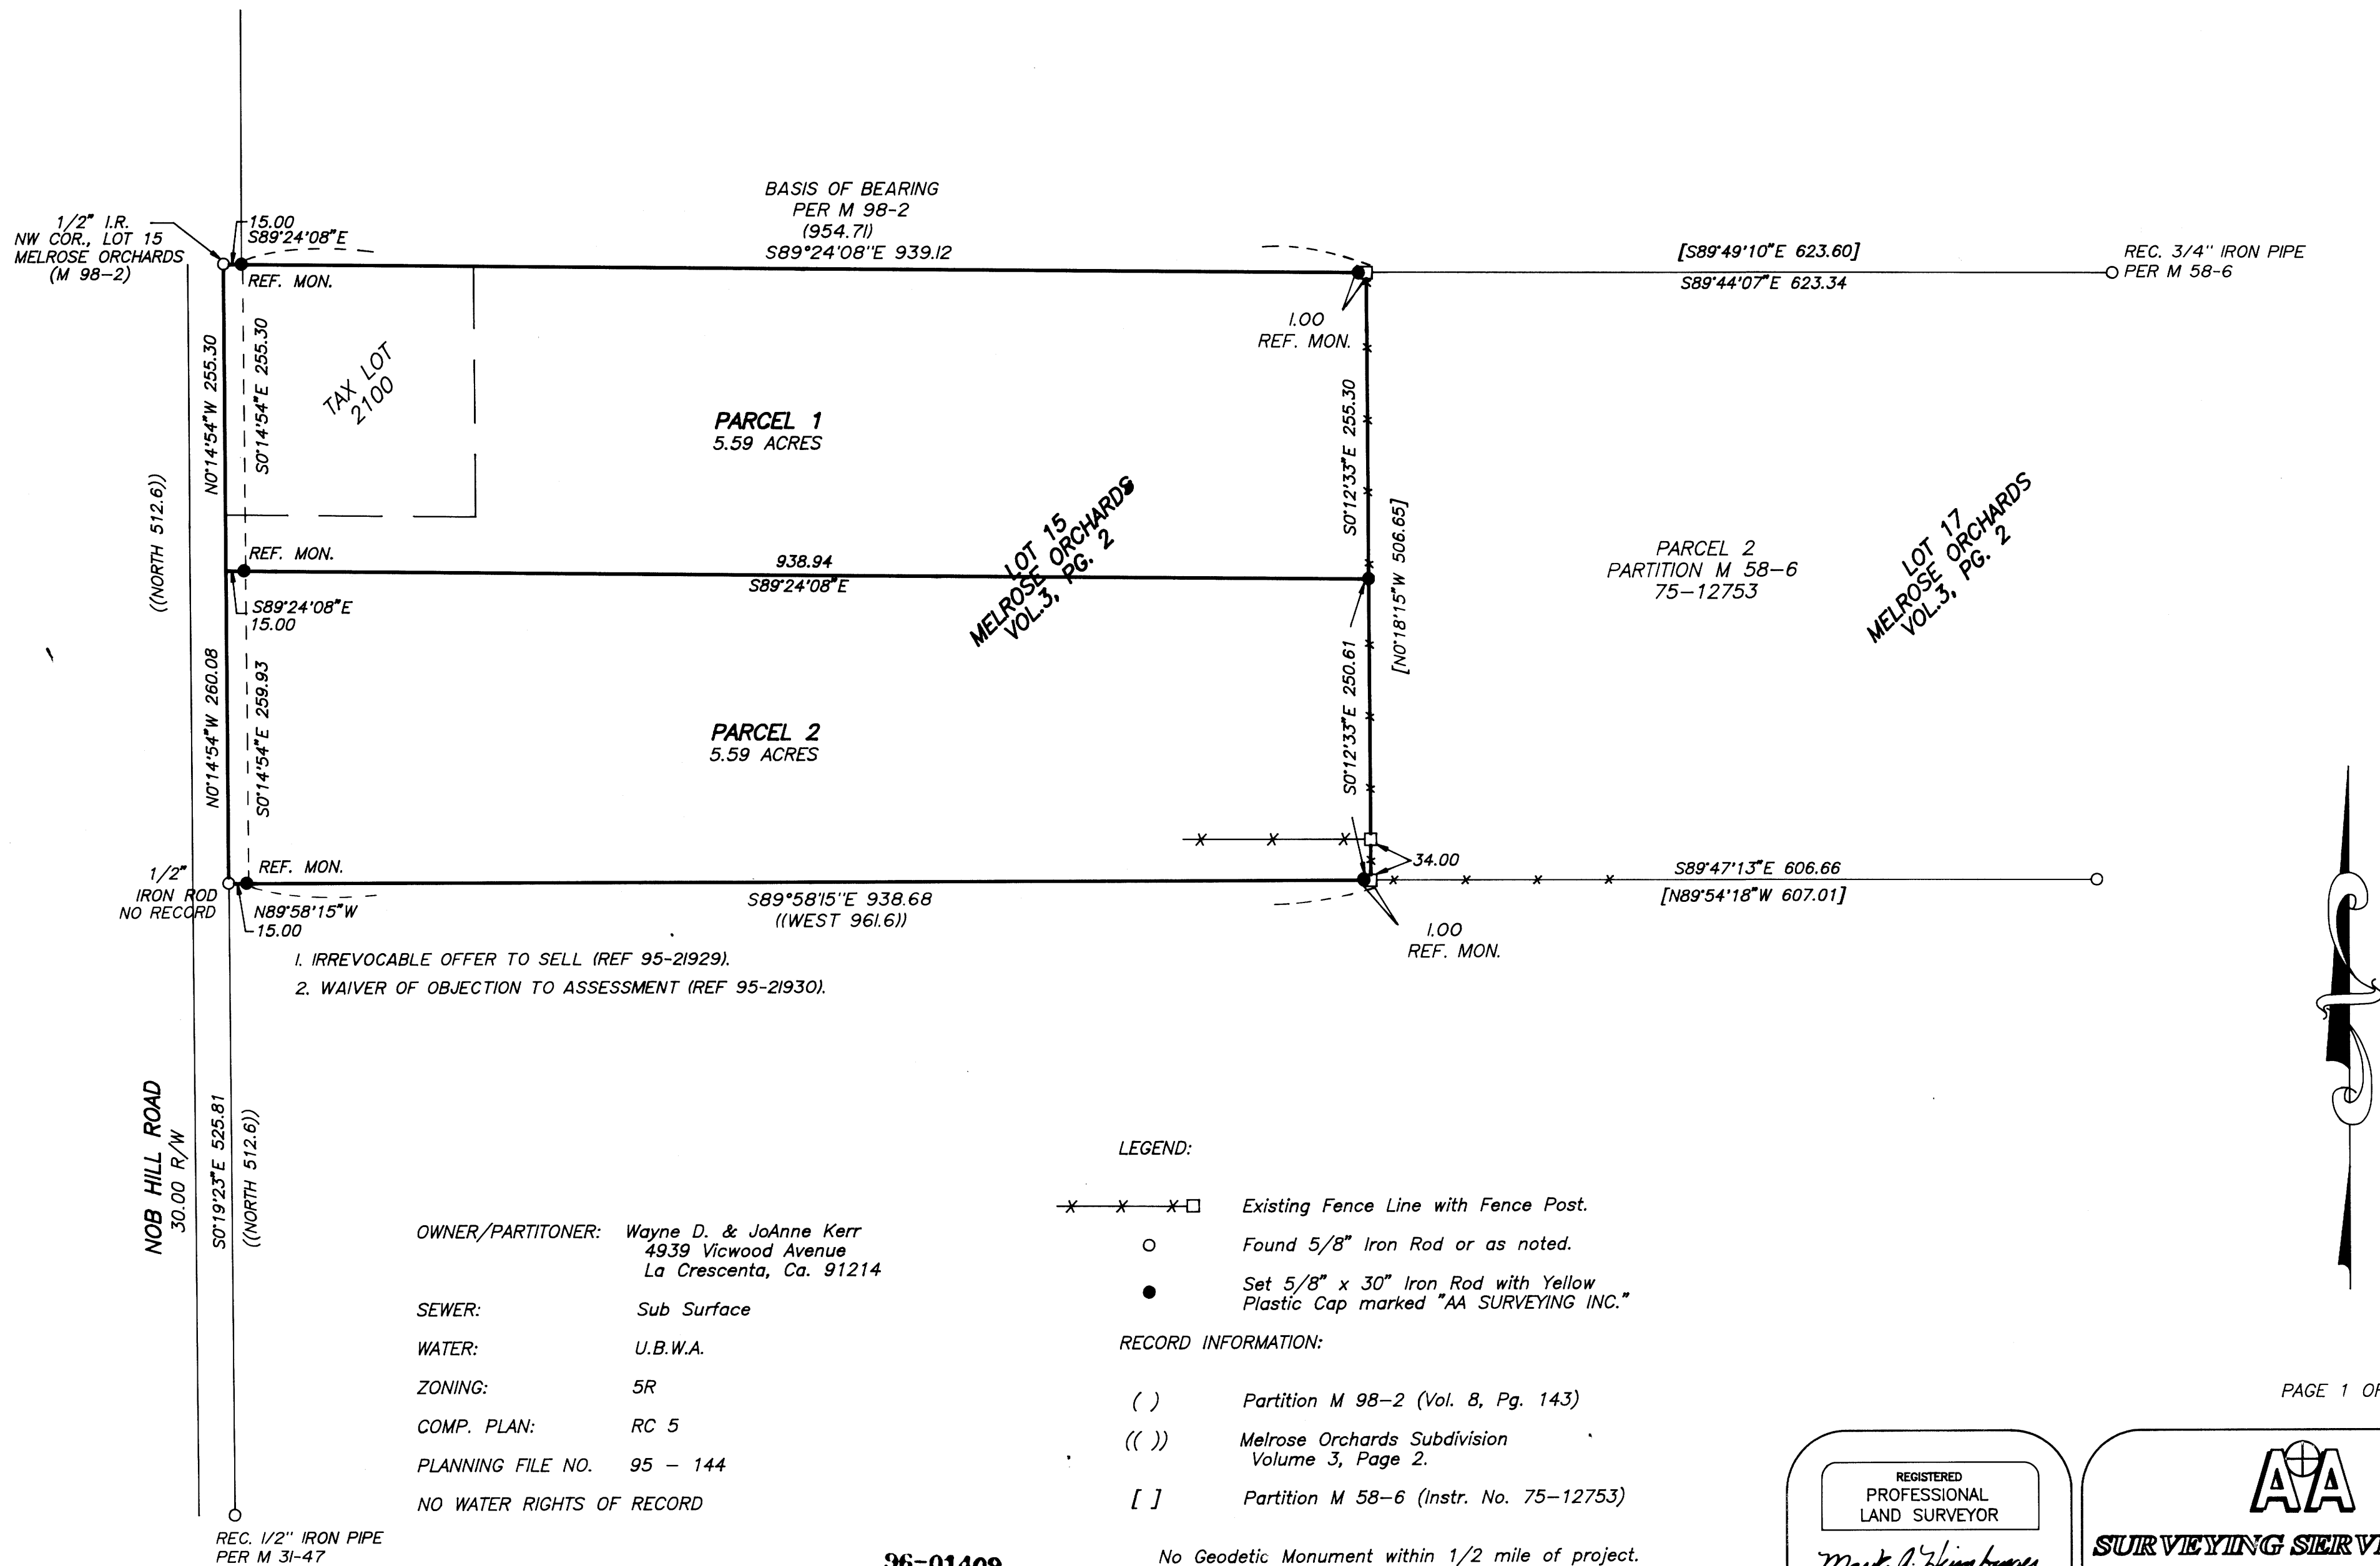 BASIS OF BEARING
PER M 98-2
(954.71)
S89°24'08"E 939.12
1/2" I.R.
NW COR., LOT 15
MELROSE ORCHARDS
(M 98-2)
15.00
S89°24'08"E
REF. MON.
[S89°49'10"E 623.60]
S89°44'07"E 623.34
REC. 3/4" IRON PIPE
PER M 58-6
1.00
REF. MON.
N0°14'54"W 255.30
S0°14'54"E 255.30
TAX LOT
2100
PARCEL 1
5.59 ACRES
S0°12'33"E 255.30
((NORTH 512.6))
LOT 15
MELROSE ORCHARDS
VOL.3, PG. 2
[N0°18'15"W 506.65]
PARCEL 2
PARTITION M 58-6
75-12753
LOT 17
MELROSE ORCHARDS
VOL.3, PG. 2
REF. MON.
938.94
S89°24'08"E
S89°24'08"E
15.00
N0°14'54"W 260.08
S0°14'54"E 259.93
PARCEL 2
5.59 ACRES
S0°12'33"E 250.61
34.00
1/2"
IRON ROD
NO RECORD
REF. MON.
N89°58'15"W
15.00
S89°58'15"E 938.68
((WEST 961.6))
S89°47'13"E 606.66
[N89°54'18"W 607.01]
1.00
REF. MON.
1. IRREVOCABLE OFFER TO SELL (REF 95-21929).
2. WAIVER OF OBJECTION TO ASSESSMENT (REF 95-21930).
NOB HILL ROAD
30.00 R/W
S0°19'23"E 525.81
((NORTH 512.6))
REC. 1/2" IRON PIPE
PER M 31-47
OWNER/PARTITONER: Wayne D. & JoAnne Kerr
4939 Vicwood Avenue
La Crescenta, Ca. 91214
SEWER: Sub Surface
WATER: U.B.W.A.
ZONING: 5R
COMP. PLAN: RC 5
PLANNING FILE NO. 95 - 144
NO WATER RIGHTS OF RECORD
96-01409
LEGEND:
Existing Fence Line with Fence Post.
Found 5/8" Iron Rod or as noted.
Set 5/8" x 30" Iron Rod with Yellow
Plastic Cap marked "AA SURVEYING INC."
RECORD INFORMATION:
( ) Partition M 98-2 (Vol. 8, Pg. 143)
(( )) Melrose Orchards Subdivision
Volume 3, Page 2.
[ ] Partition M 58-6 (Instr. No. 75-12753)
No Geodetic Monument within 1/2 mile of project.
PAGE 1 OF
REGISTERED
PROFESSIONAL
LAND SURVEYOR
AA
SURVEYING SERV